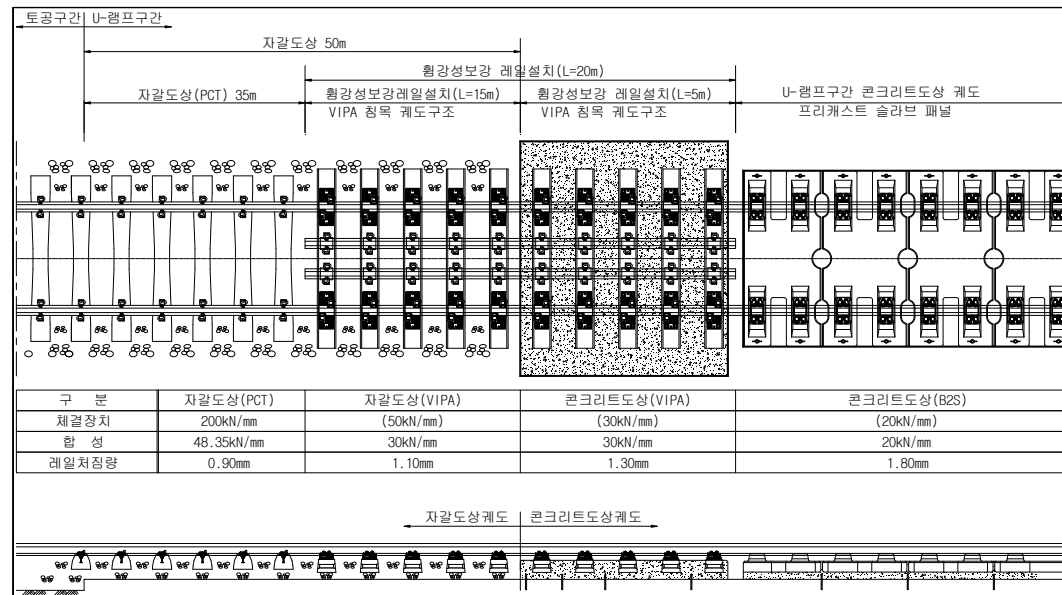 토공구간 U-램프구간
자갈도상 50m
휨강성보강 레일설치(L=20m)
자갈도상(PCT) 35m
휨강성보강레일설치(L=15m)
VIPA 침목 궤도구조
휨강성보강 레일설치(L=5m)
VIPA 침목 궤도구조
U-램프구간 콘크리트도상 궤도
프리캐스트 슬라브 패널
구 분 자갈도상(PCT) 자갈도상(VIPA) 콘크리트도상(VIPA) 콘크리트도상(B2S)
체결장치 200kN/mm (50kN/mm) (30kN/mm) (20kN/mm)
합 성 48.35kN/mm 30kN/mm 30kN/mm 20kN/mm
레일처짐량 0.90mm 1.10mm 1.30mm 1.80mm
자갈도상궤도 콘크리트도상궤도